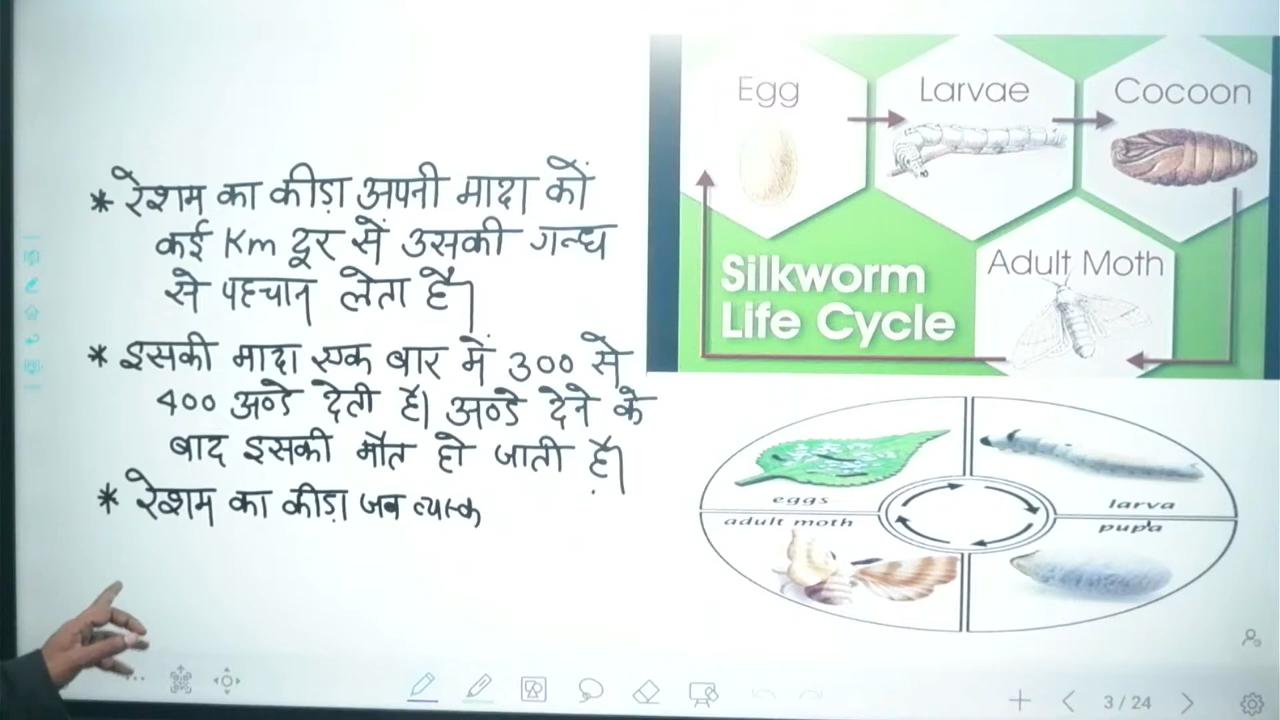 * रेशम का कीड़ा अपनी मादा कों
कई Km दूर सें उसकी गन्ध
से पहचान लेता है।
* इसकी मादा एक बार में 300 से
400 अण्डे देती है। अण्डे देने के
बाद इसकी मौत हो जाती है।
* रेशम का कीड़ा जब व्यस्क
Egg
Larvae
Cocoon
Silkworm
Life Cycle
Adult Moth
eggs
larva
adult moth
pupa
3 / 24